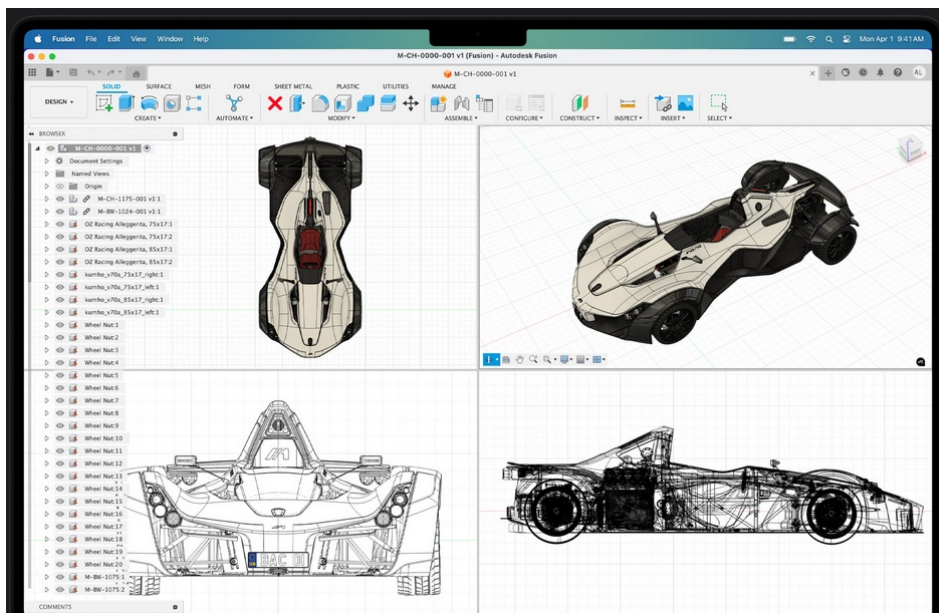 Fusion File Edit View Window Help
Mon Apr 1 9:41AM
M-CH-0000-001 v1 (Fusion) - Autodesk Fusion
M-CH-0000-001 v1
AL
DESIGN
SOLID SURFACE MESH FORM SHEET METAL PLASTIC UTILITIES MANAGE
CREATE AUTOMATE MODIFY ASSEMBLE CONFIGURE CONSTRUCT INSPECT INSERT SELECT
BROWSER
M-CH-0000-001 v1
Document Settings
Named Views
Origin
M-CH-1175-001 v1:1
M-BW-1024-001 v1:1
OZ Racing Alleggerita, 75x17:1
OZ Racing Alleggerita, 75x17:2
OZ Racing Alleggerita, 85x17:1
OZ Racing Alleggerita, 85x17:2
kumho_v70a_75x17_right:1
kumho_v70a_75x17_left:1
kumho_v70a_85x17_right:1
kumho_v70a_85x17_left:1
Wheel Nut:1
Wheel Nut:2
Wheel Nut:3
Wheel Nut:4
Wheel Nut:5
Wheel Nut:6
Wheel Nut:7
Wheel Nut:8
Wheel Nut:9
Wheel Nut:10
Wheel Nut:11
Wheel Nut:12
Wheel Nut:13
Wheel Nut:14
Wheel Nut:15
Wheel Nut:16
Wheel Nut:17
Wheel Nut:18
Wheel Nut:19
Wheel Nut:20
M-BW-1075:1
M-BW-1075:2
BAC
COMMENTS